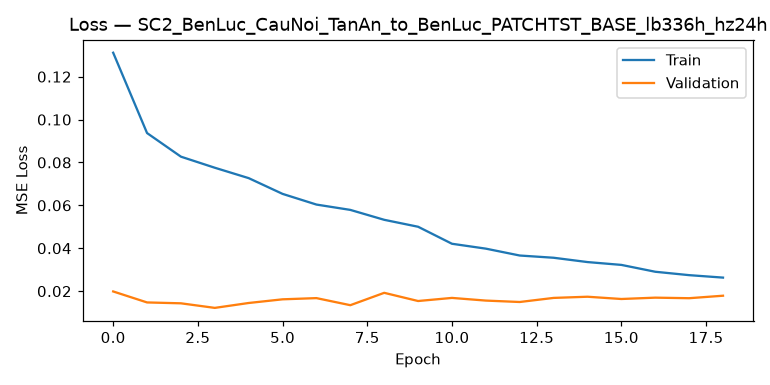 Loss — SC2_BenLuc_CauNoi_TanAn_to_BenLuc_PATCHTST_BASE_lb336h_hz24h
Train
Validation
0.12
0.10
0.08
0.06
0.04
0.02
MSE Loss
0.0 2.5 5.0 7.5 10.0 12.5 15.0 17.5
Epoch